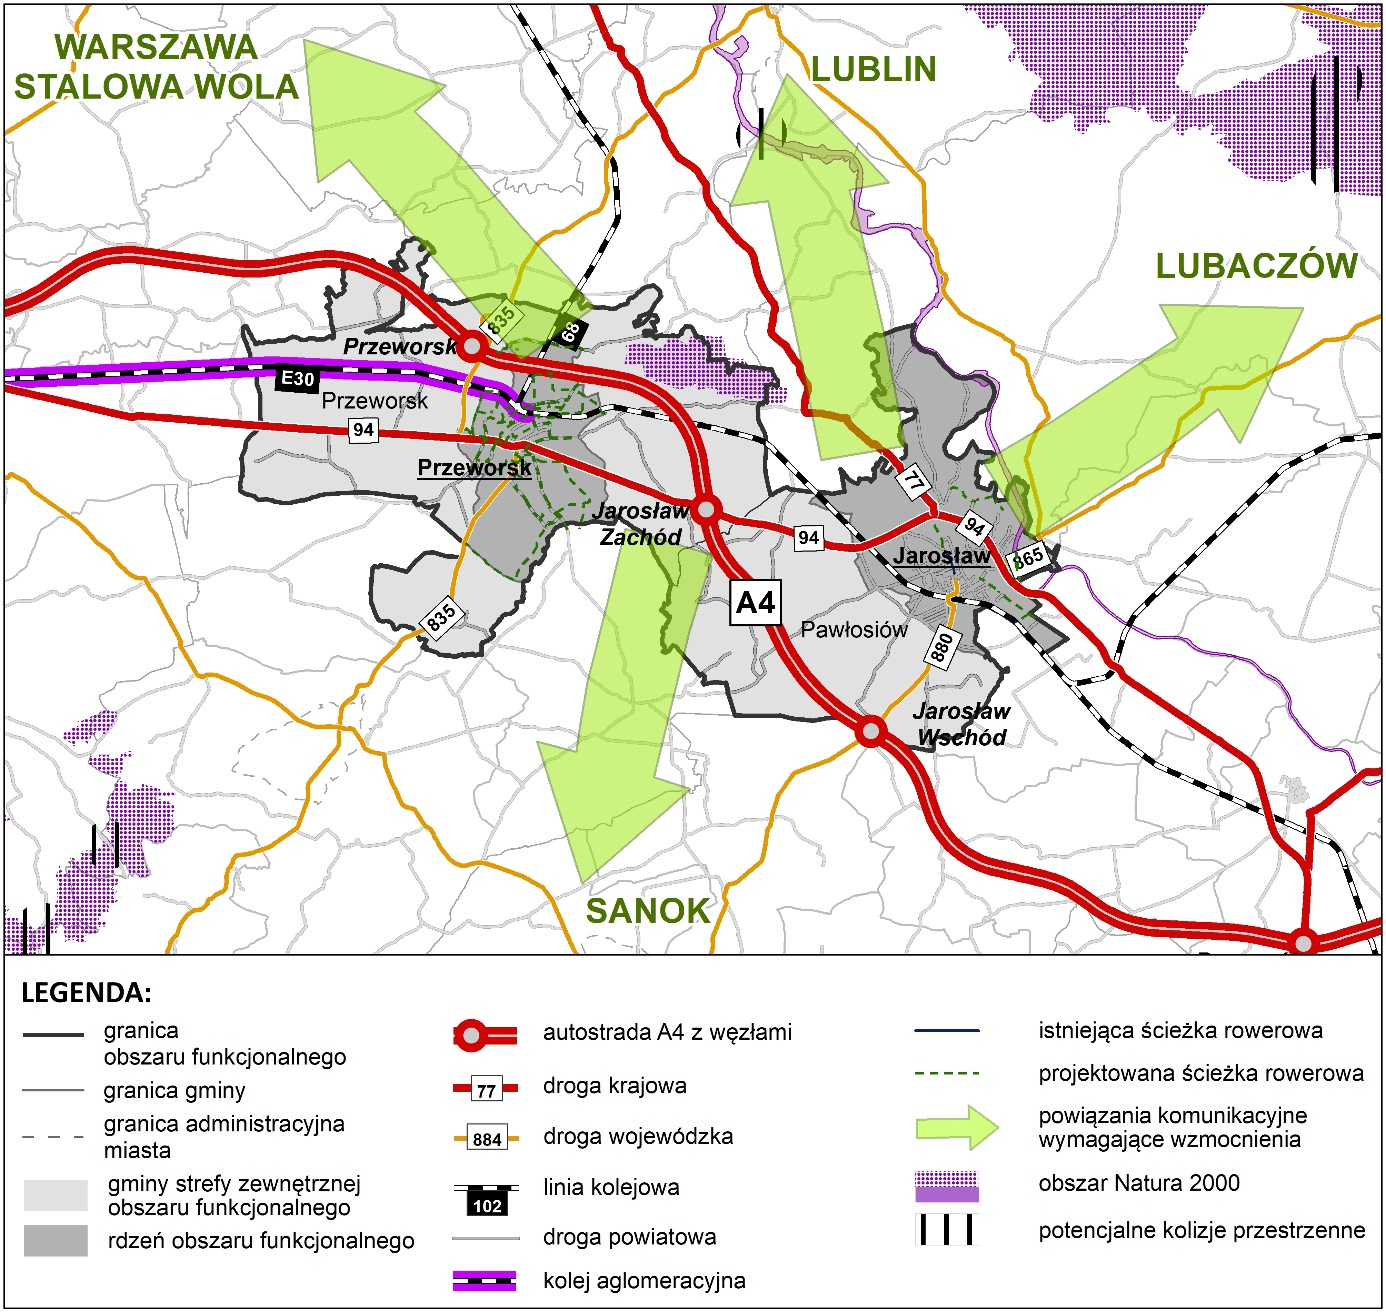 WARSZAWA
STALOWA WOLA
LUBLIN
LUBACZÓW
835
68
Przeworsk
E30
Przeworsk
94
Przeworsk
77
Jarosław
Zachód
94
94
Jarosław
865
A4
835
Pawłosiów
880
Jarosław
Wschód
SANOK
LEGENDA:
granica
obszaru funkcjonalnego
granica gminy
granica administracyjna
miasta
gminy strefy zewnętrznej
obszaru funkcjonalnego
rdzeń obszaru funkcjonalnego
autostrada A4 z węzłami
77
droga krajowa
884
droga wojewódzka
linia kolejowa
102
droga powiatowa
kolej aglomeracyjna
istniejąca ścieżka rowerowa
projektowana ścieżka rowerowa
powiązania komunikacyjne
wymagające wzmocnienia
obszar Natura 2000
potencjalne kolizje przestrzenne